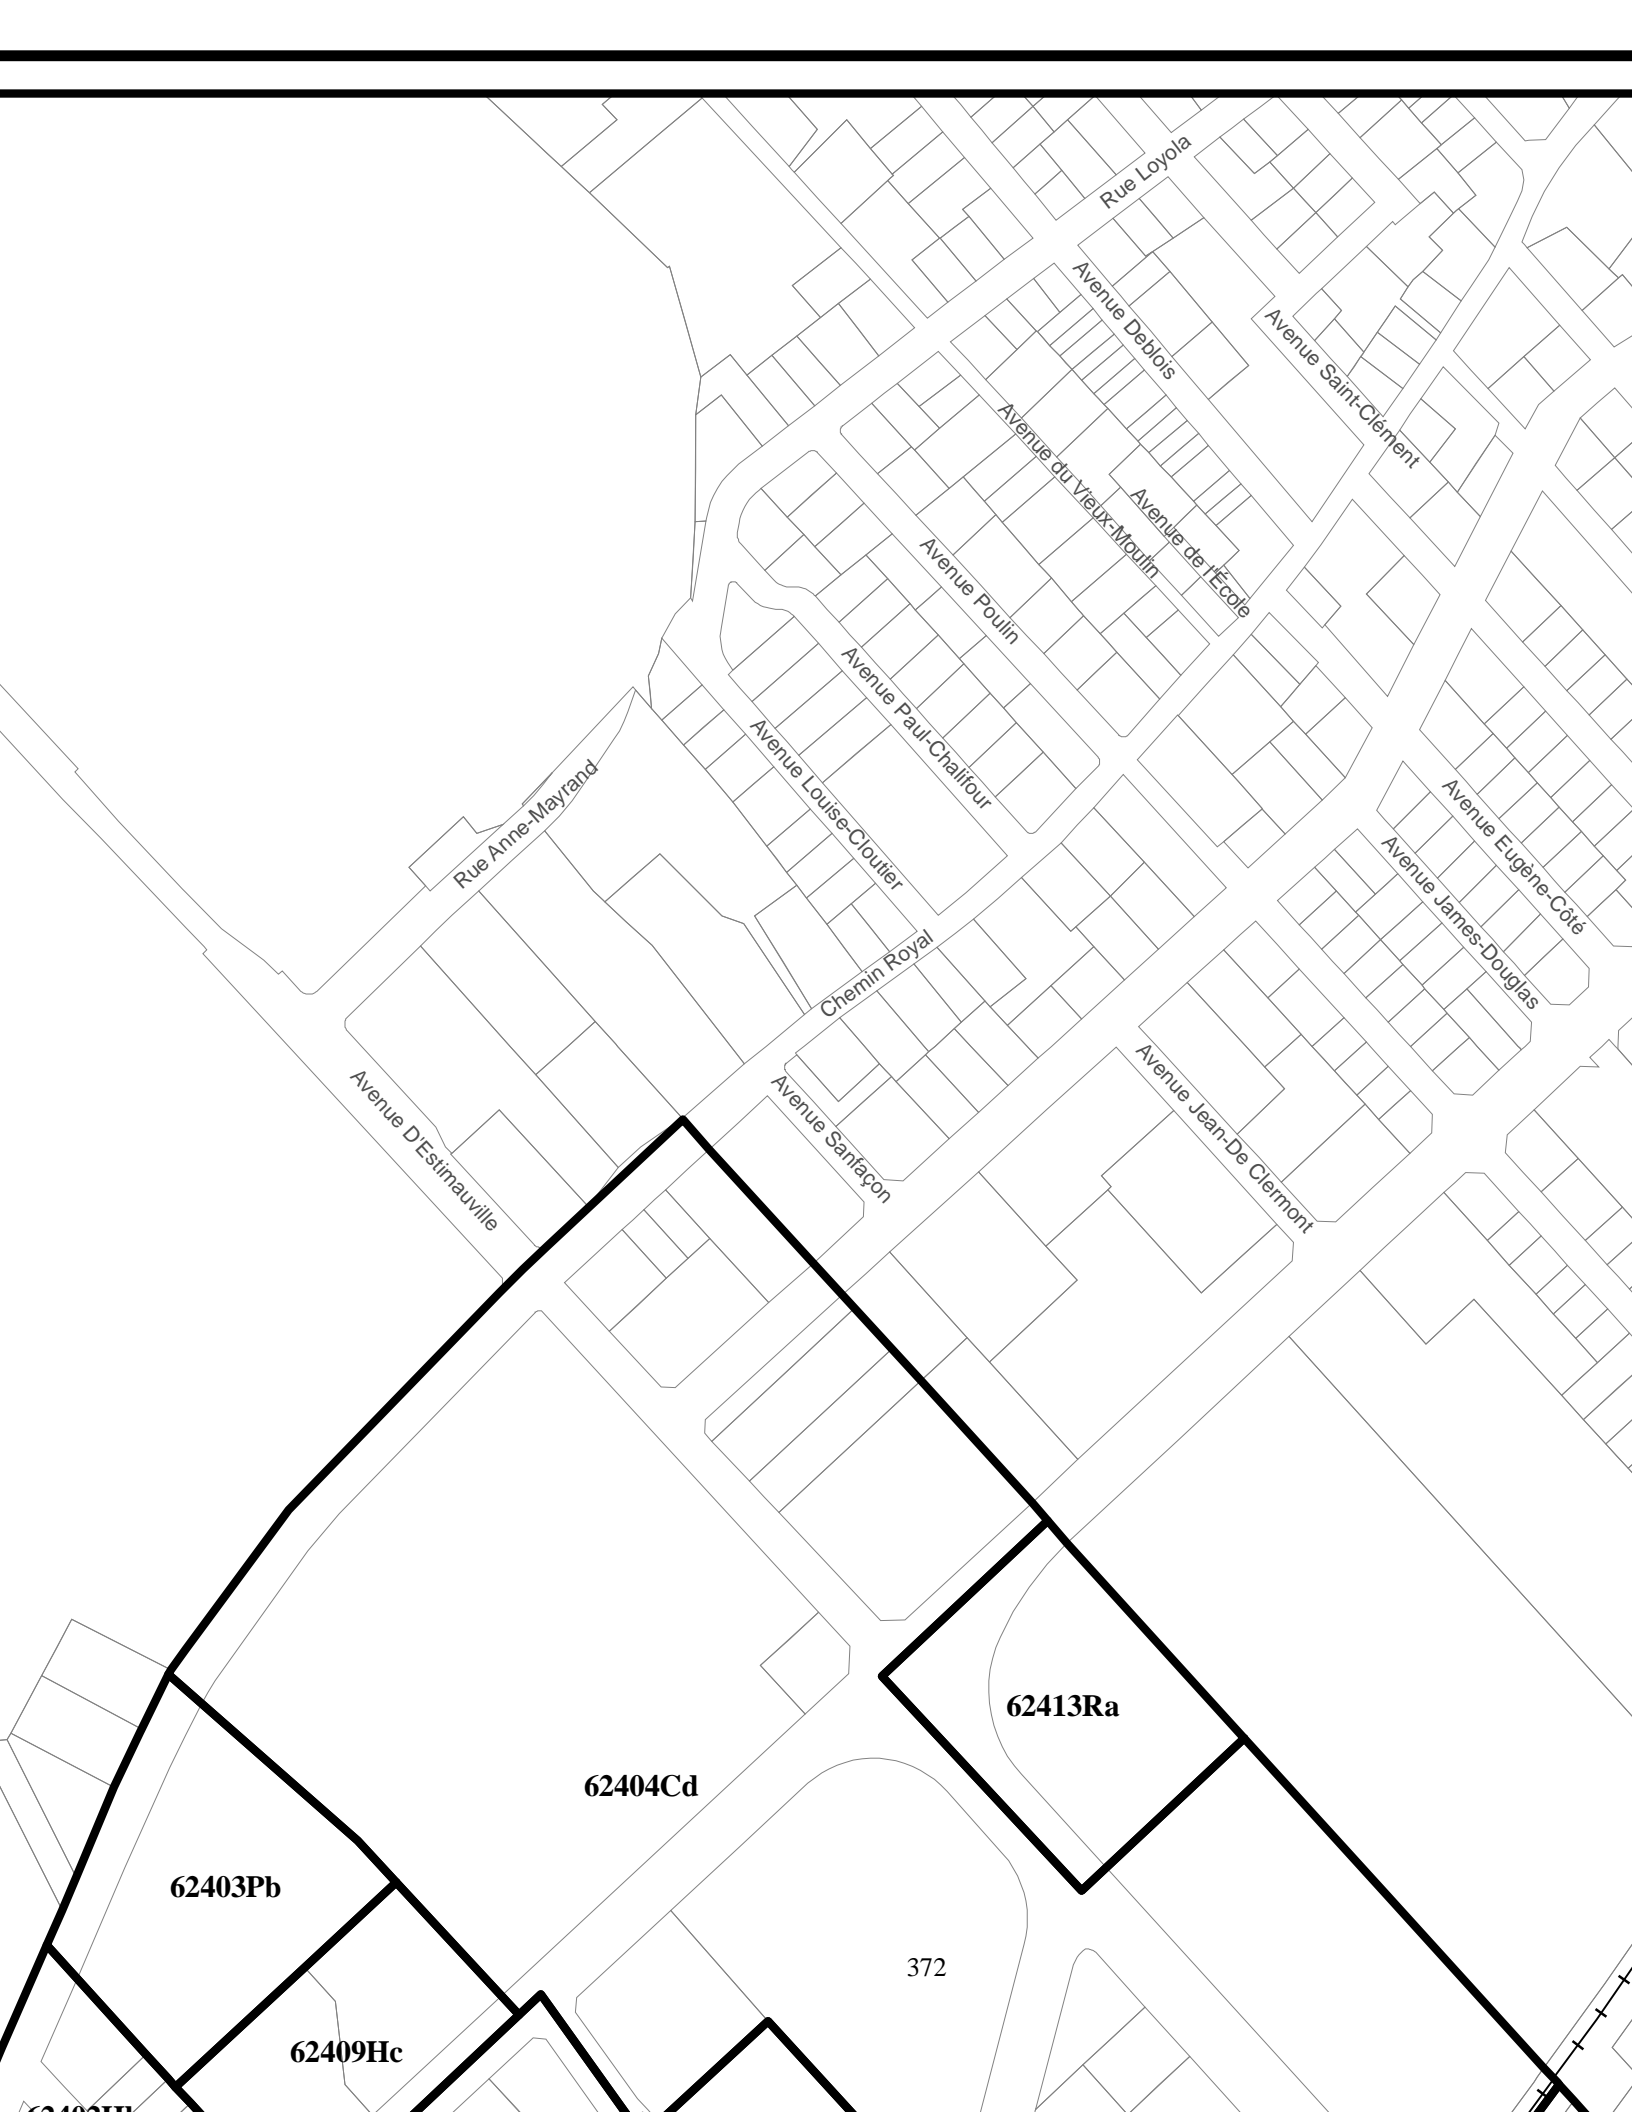 Rue Loyola
Avenue Deblois
Avenue Saint-Clément
Avenue du Vieux-Moulin
Avenue de l'École
Avenue Poulin
Avenue Paul-Chalifour
Avenue Louise-Cloutier
Rue Anne-Mayrand
Avenue Eugène-Côté
Avenue James-Douglas
Chemin Royal
Avenue Jean-De Clermont
Avenue Sanfaçon
Avenue D'Estimauville
62413Ra
62404Cd
62403Pb
372
62409Hc